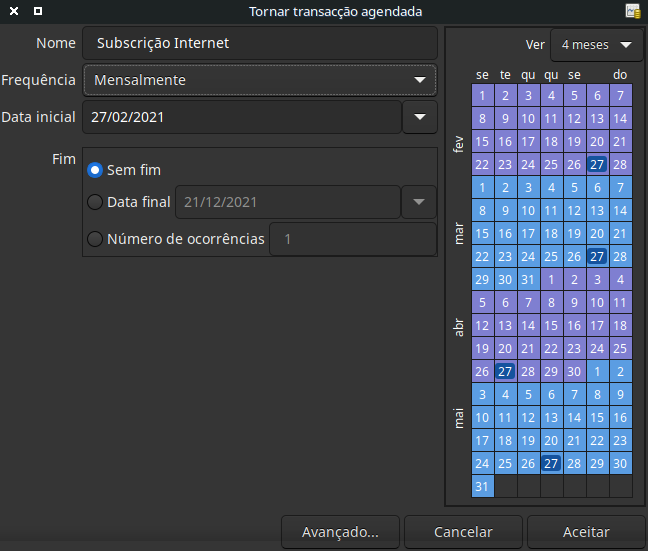 Tornar transacção agendada
Nome Subscrição Internet
Frequência Mensalmente
Data inicial 27/02/2021
Fim
Sem fim
Data final 21/12/2021
Número de ocorrências 1
Ver 4 meses
se te qu qu se do
fev
1 2 3 4 5 6 7
8 9 10 11 12 13 14
15 16 17 18 19 20 21
22 23 24 25 26 27 28
mar
1 2 3 4 5 6 7
8 9 10 11 12 13 14
15 16 17 18 19 20 21
22 23 24 25 26 27 28
29 30 31 1 2 3 4
abr
5 6 7 8 9 10 11
12 13 14 15 16 17 18
19 20 21 22 23 24 25
26 27 28 29 30 1 2
mai
3 4 5 6 7 8 9
10 11 12 13 14 15 16
17 18 19 20 21 22 23
24 25 26 27 28 29 30
31
Avançado... Cancelar Aceitar